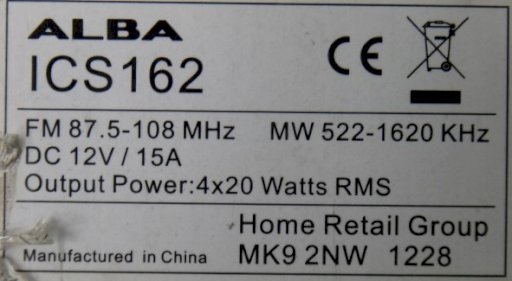 ALBA
ICS162
CE
FM 87.5-108 MHz MW 522-1620 KHz
DC 12V / 15A
Output Power:4x20 Watts RMS
Home Retail Group
Manufactured in China MK9 2NW 1228